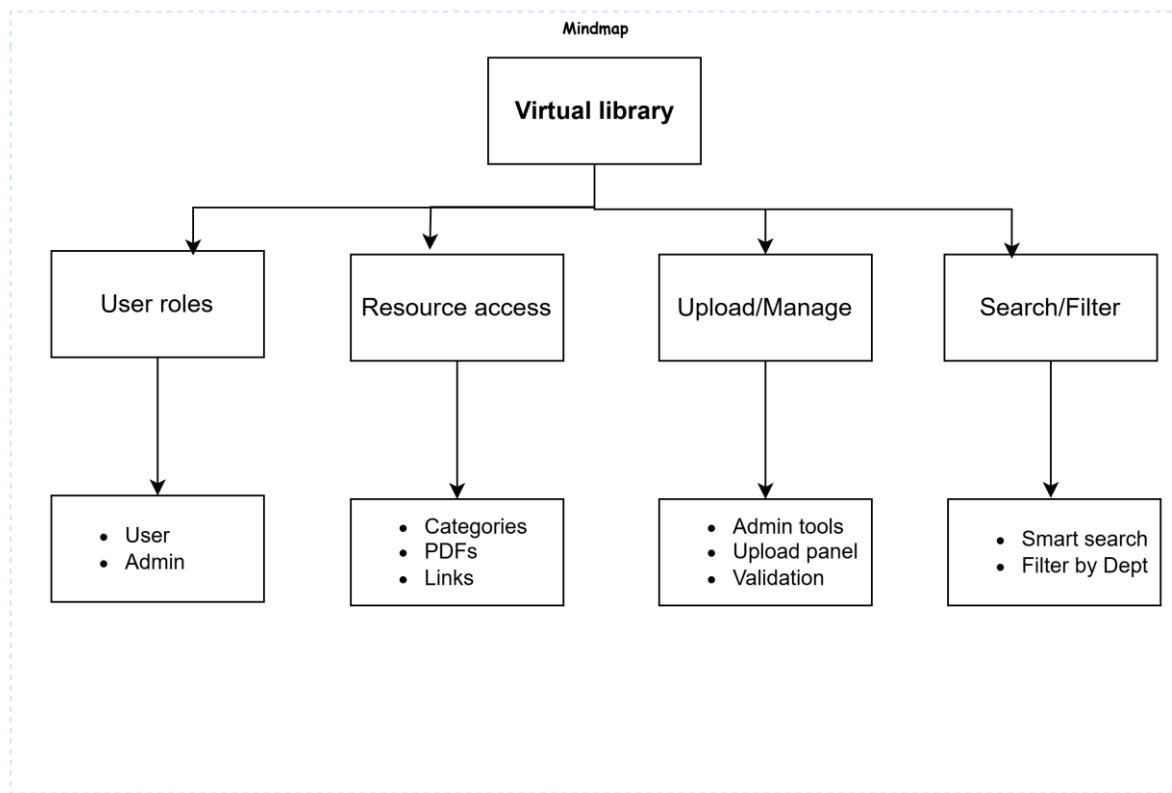 Mindmap
Virtual library
User roles
Resource access
Upload/Manage
Search/Filter
• User
• Admin
• Categories
• PDFs
• Links
• Admin tools
• Upload panel
• Validation
• Smart search
• Filter by Dept